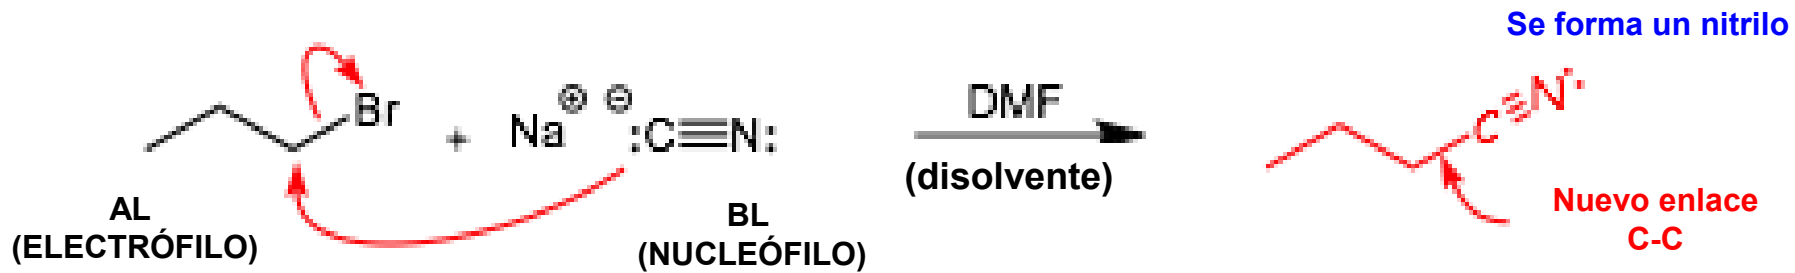 Se forma un nitrilo
Br + Na⊕ ⊖:C≡N: DMF C≡N:
(disolvente)
AL
(ELECTRÓFILO)
BL
(NUCLEÓFILO)
Nuevo enlace
C-C